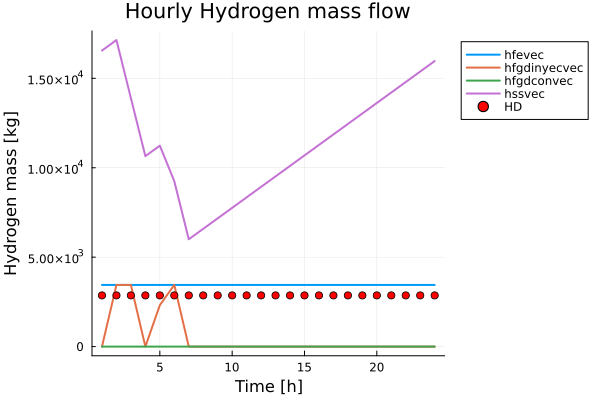 Hourly Hydrogen mass flow
Hydrogen mass [kg]
1.50×10⁴
1.00×10⁴
5.00×10³
0
5 10 15 20
Time [h]
hfevec
hfgdinyecvec
hfgdconvec
hssvec
HD